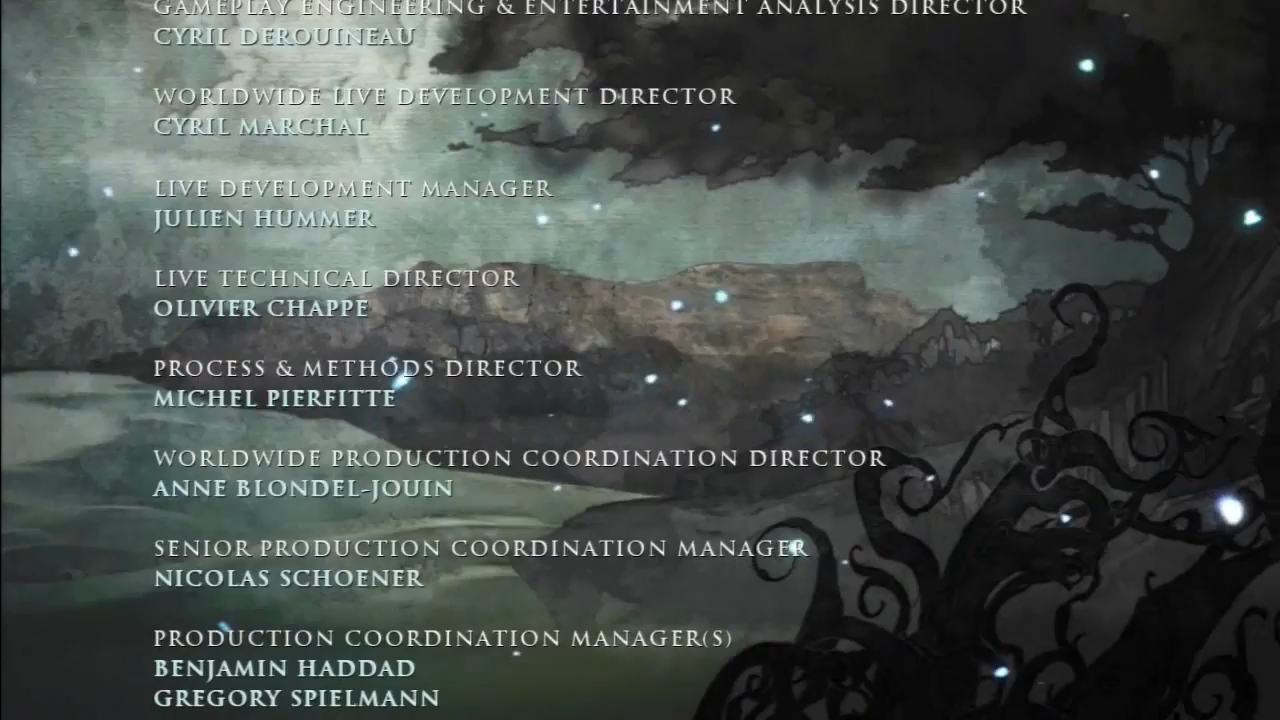 GAMEPLAY ENGINEERING & ENTERTAINMENT ANALYSIS DIRECTOR
CYRIL DEROUINEAU
WORLDWIDE LIVE DEVELOPMENT DIRECTOR
CYRIL MARCHAL
LIVE DEVELOPMENT MANAGER
JULIEN HUMMER
LIVE TECHNICAL DIRECTOR
OLIVIER CHAPPE
PROCESS & METHODS DIRECTOR
MICHEL PIERFITTE
WORLDWIDE PRODUCTION COORDINATION DIRECTOR
ANNE BLONDEL-JOUIN
SENIOR PRODUCTION COORDINATION MANAGER
NICOLAS SCHOENER
PRODUCTION COORDINATION MANAGER(S)
BENJAMIN HADDAD
GREGORY SPIELMANN